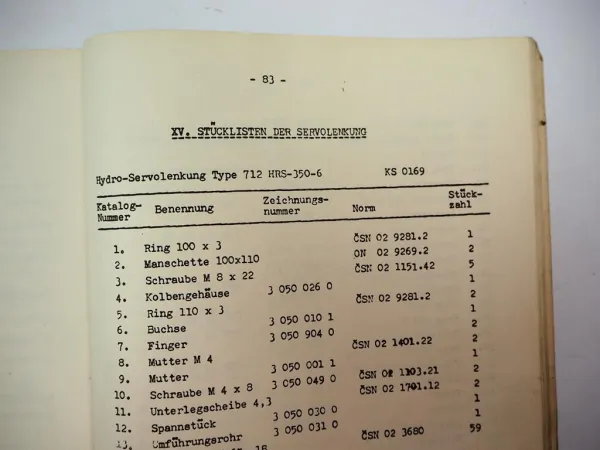 - 83 -
XV. STÜCKLISTEN DER SERVOLENKUNG
Hydro-Servolenkung Type 712 HRS-350-6 KS 0169
Katalog- Nummer Benennung Zeichnungs- nummer Norm Stück- zahl
1. Ring 100 x 3 ČSN 02 9281.2 1
2. Manschette 100x110 ON 02 9269.2 2
3. Schraube M 8 x 22 ČSN 02 1151.42 5
4. Kolbengehäuse 3 050 026 0 1
5. Ring 110 x 3 ČSN 02 9281.2 2
6. Buchse 3 050 010 1 2
7. Finger 3 050 904 0 2
8. Mutter M 4 ČSN 02 1401.22 2
9. Mutter 3 050 001 1 1
10. Schraube M 4 x 8 3 050 049 0 ČSN 02 1103.21 2
11. Unterlegscheibe 4,3 ČSN 02 1701.12 2
12. Spannstück 3 050 030 0 1
13. Umführungsrohr 3 050 031 0 1
ČSN 02 3680 59